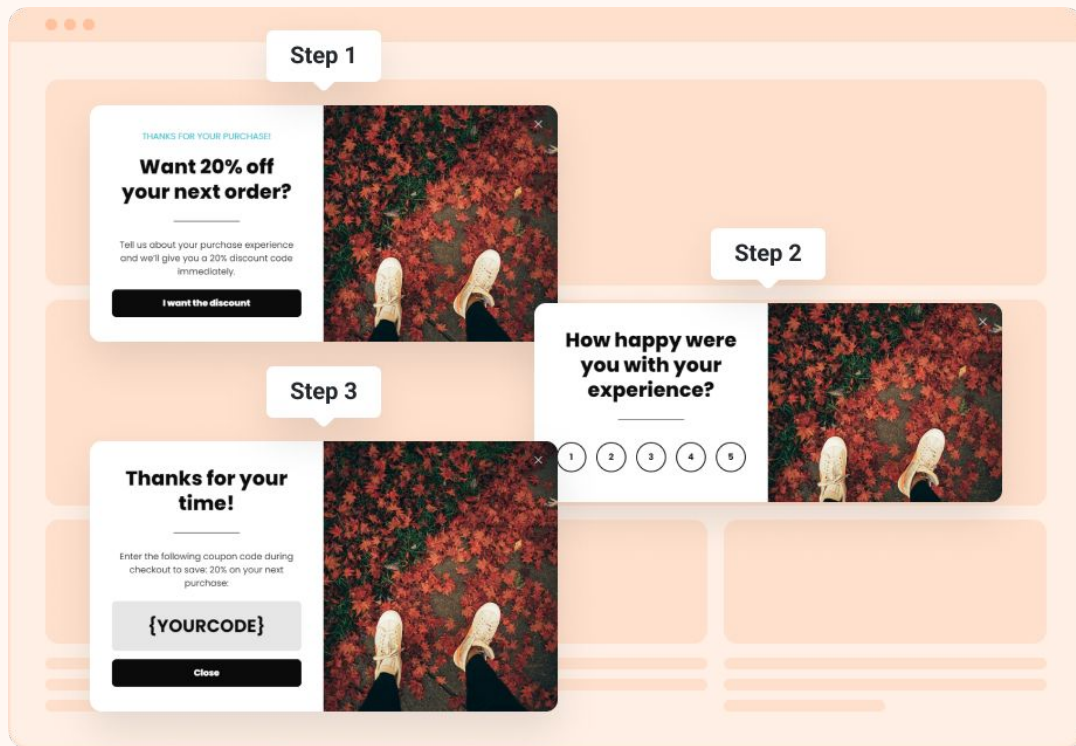 Step 1
THANKS FOR YOUR PURCHASE!
Want 20% off
your next order?
Tell us about your purchase experience
and we'll give you a 20% discount code
immediately.
I want the discount
Step 2
How happy were
you with your
experience?
1 2 3 4 5
Step 3
Thanks for your
time!
Enter the following coupon code during
checkout to save: 20% on your next
purchase:
{YOURCODE}
Close